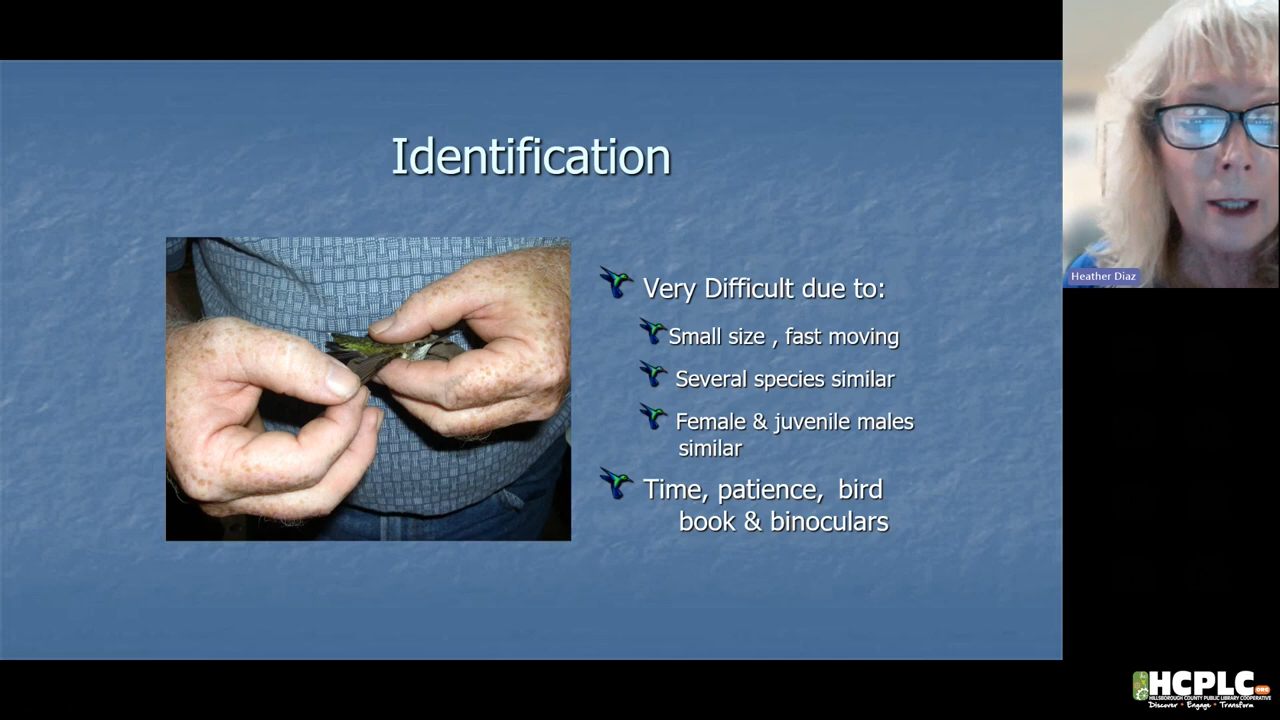 Identification
Very Difficult due to:
Small size , fast moving
Several species similar
Female & juvenile males
similar
Time, patience, bird
book & binoculars
Heather Diaz
HCPLC.ORG
HILLSBOROUGH COUNTY PUBLIC LIBRARY COOPERATIVE
Discover • Engage • Transform